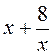 x + 8/x